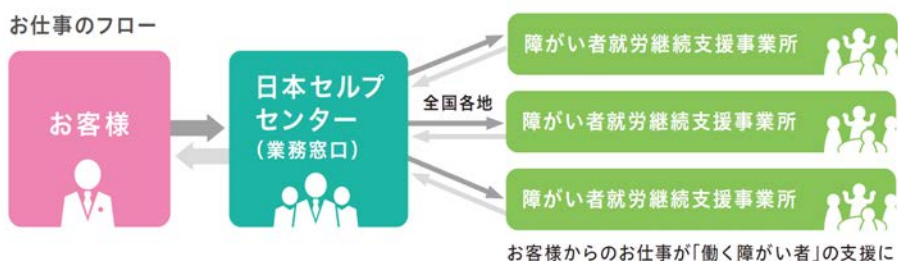 お仕事のフロー
お客様
日本セルプ
センター
（業務窓口）
全国各地
障がい者就労継続支援事業所
障がい者就労継続支援事業所
障がい者就労継続支援事業所
お客様からのお仕事が「働く障がい者」の支援に